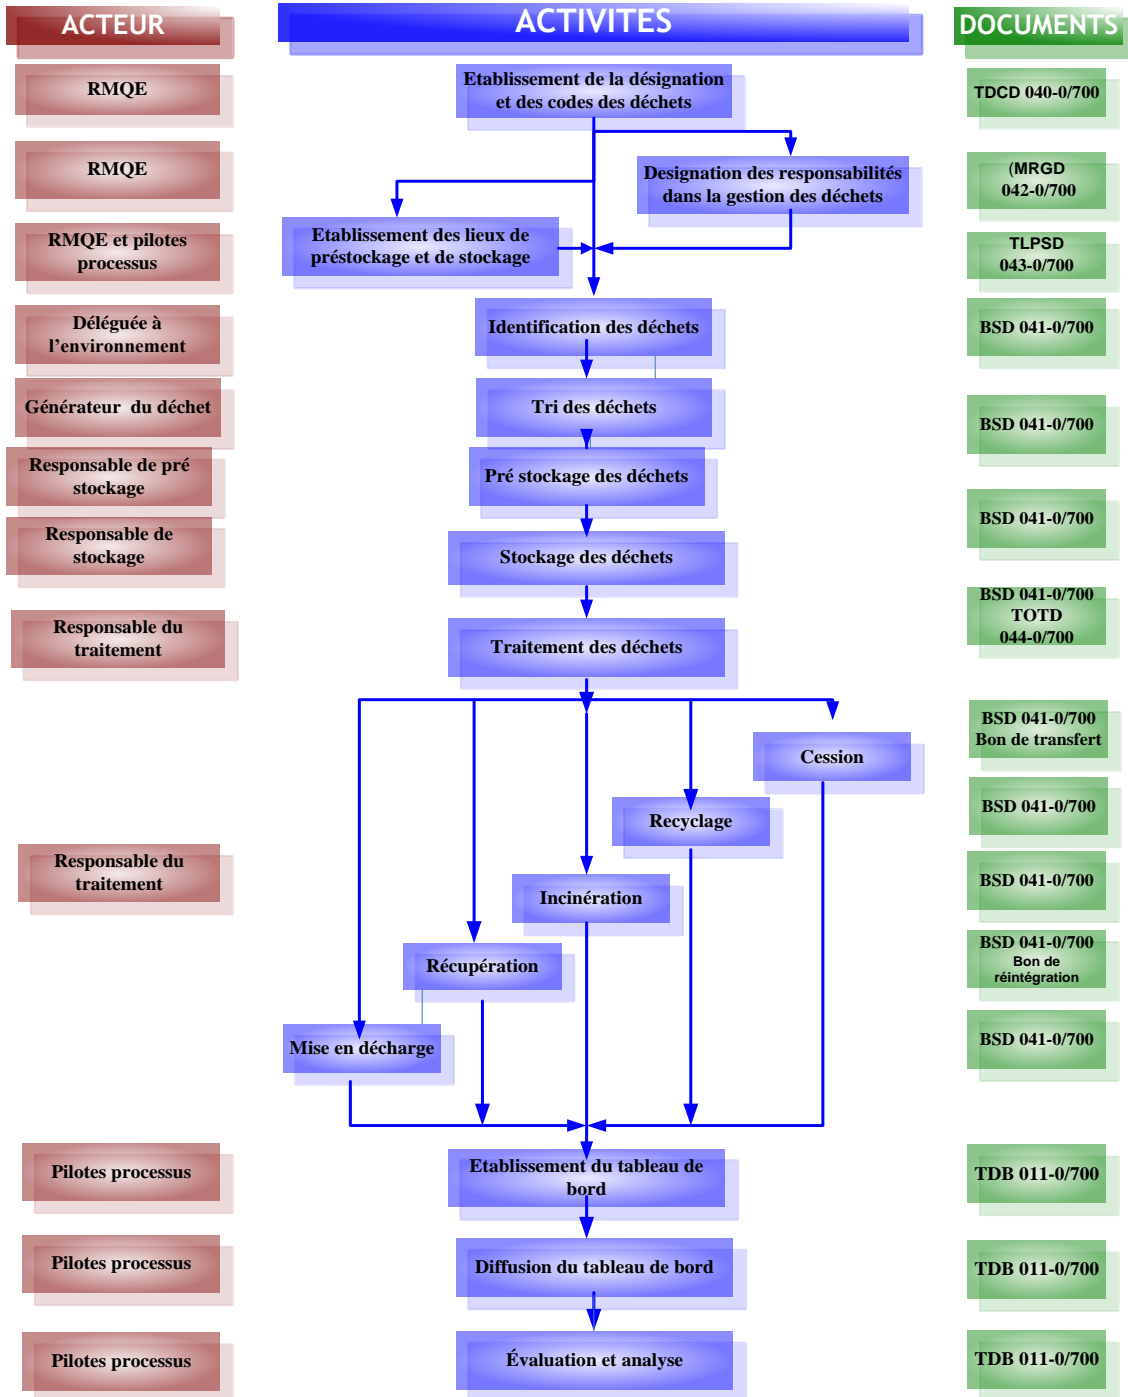 ACTEUR
ACTIVITES
DOCUMENTS
RMQE
Etablissement de la désignation
et des codes des déchets
TDCD 040-0/700
RMQE
Designation des responsabilités
dans la gestion des déchets
(MRGD
042-0/700
RMQE et pilotes
processus
Etablissement des lieux de
préstockage et de stockage
TLPSD
043-0/700
Déléguée à
l'environnement
Identification des déchets
BSD 041-0/700
Générateur du déchet
Tri des déchets
BSD 041-0/700
Responsable de pré
stockage
Pré stockage des déchets
BSD 041-0/700
Responsable de
stockage
Stockage des déchets
BSD 041-0/700
TOTD
044-0/700
Responsable du
traitement
Traitement des déchets
BSD 041-0/700
Bon de transfert
Cession
BSD 041-0/700
Recyclage
Responsable du
traitement
Incinération
BSD 041-0/700
Récupération
BSD 041-0/700
Bon de
réintégration
Mise en décharge
BSD 041-0/700
Pilotes processus
Etablissement du tableau de
bord
TDB 011-0/700
Pilotes processus
Diffusion du tableau de bord
TDB 011-0/700
Pilotes processus
Évaluation et analyse
TDB 011-0/700